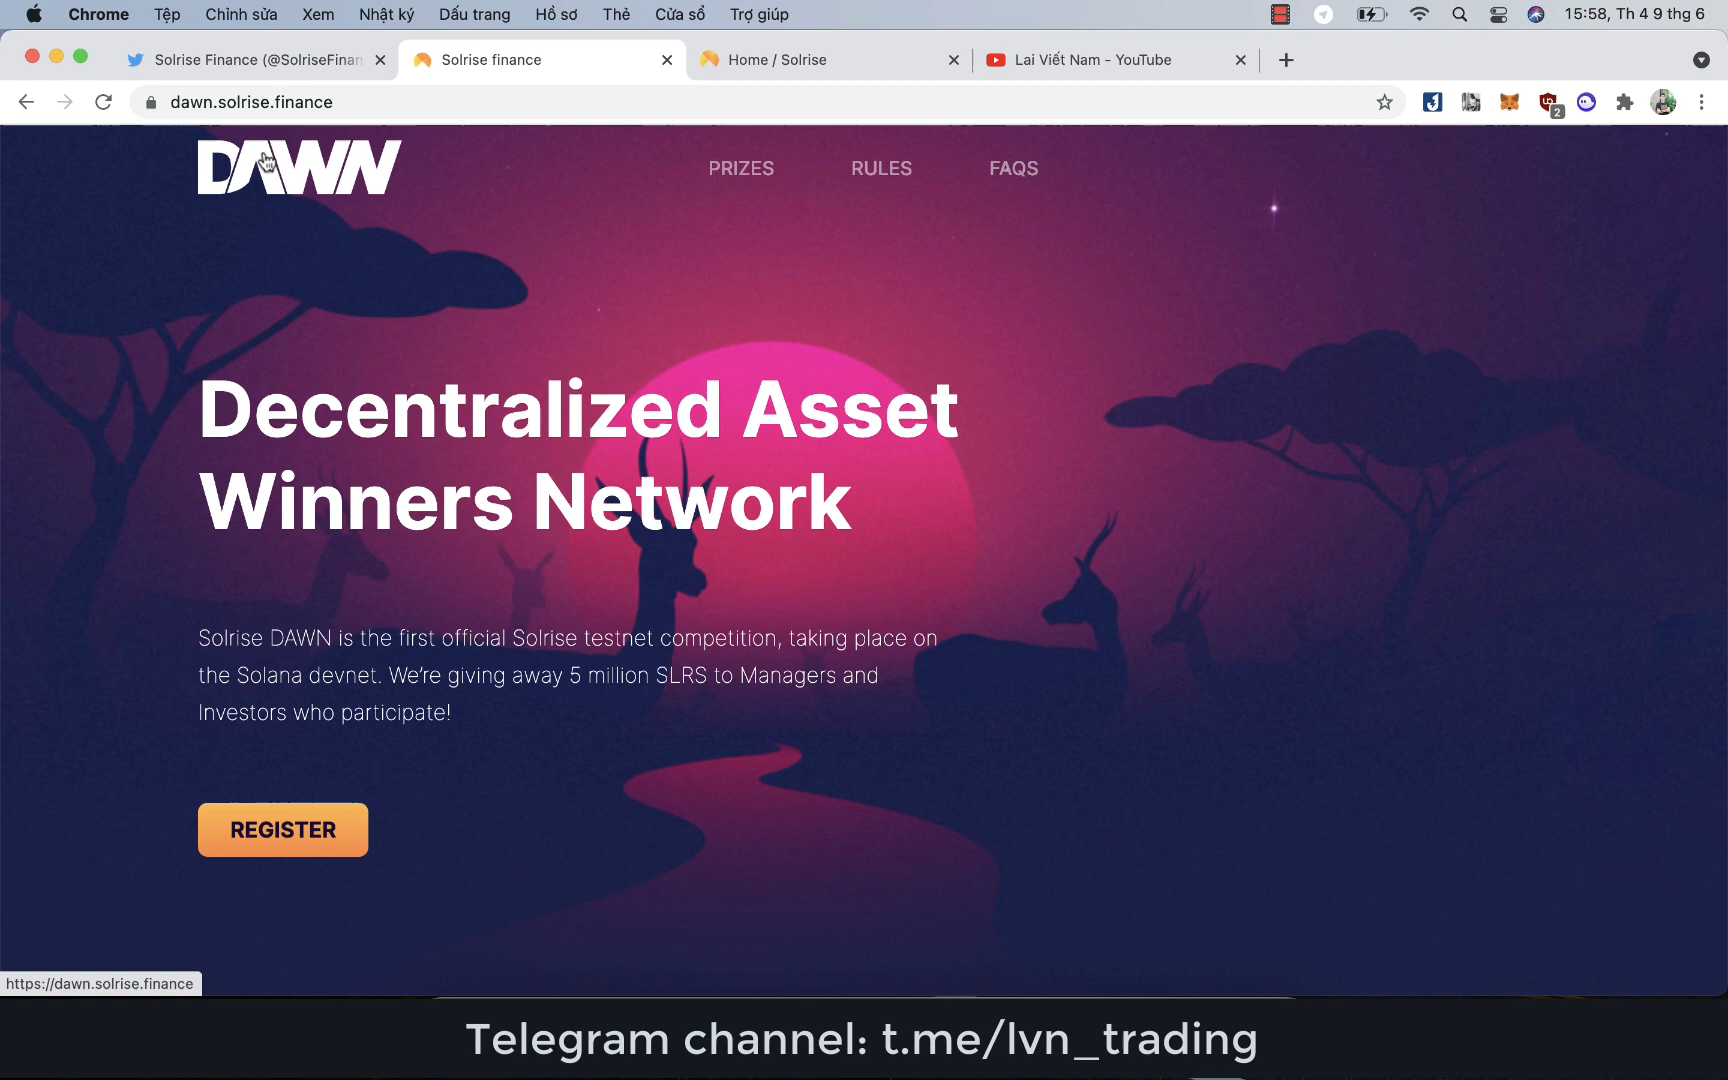 Chrome Tệp Chỉnh sửa Xem Nhật ký Dấu trang Hồ sơ Thẻ Cửa sổ Trợ giúp 15:58, Th 4 9 thg 6
Solrise Finance (@SolriseFinan Solrise finance Home / Solrise Lai Việt Nam - YouTube
dawn.solrise.finance 2
DAWN PRIZES RULES FAQS
Decentralized Asset
Winners Network
Solrise DAWN is the first official Solrise testnet competition, taking place on
the Solana devnet. We're giving away 5 million SLRS to Managers and
Investors who participate!
REGISTER
https://dawn.solrise.finance
Telegram channel: t.me/lvn_trading